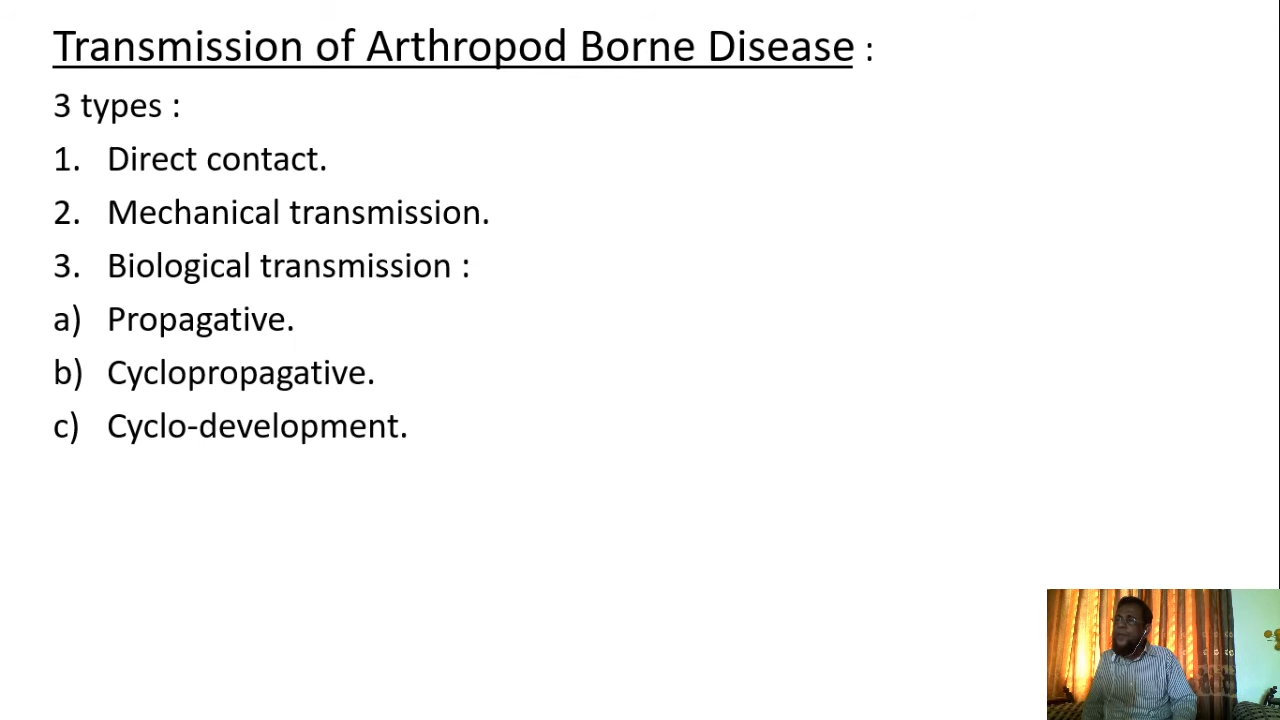 Transmission of Arthropod Borne Disease :
3 types :
1. Direct contact.
2. Mechanical transmission.
3. Biological transmission :
a) Propagative.
b) Cyclopropagative.
c) Cyclo-development.